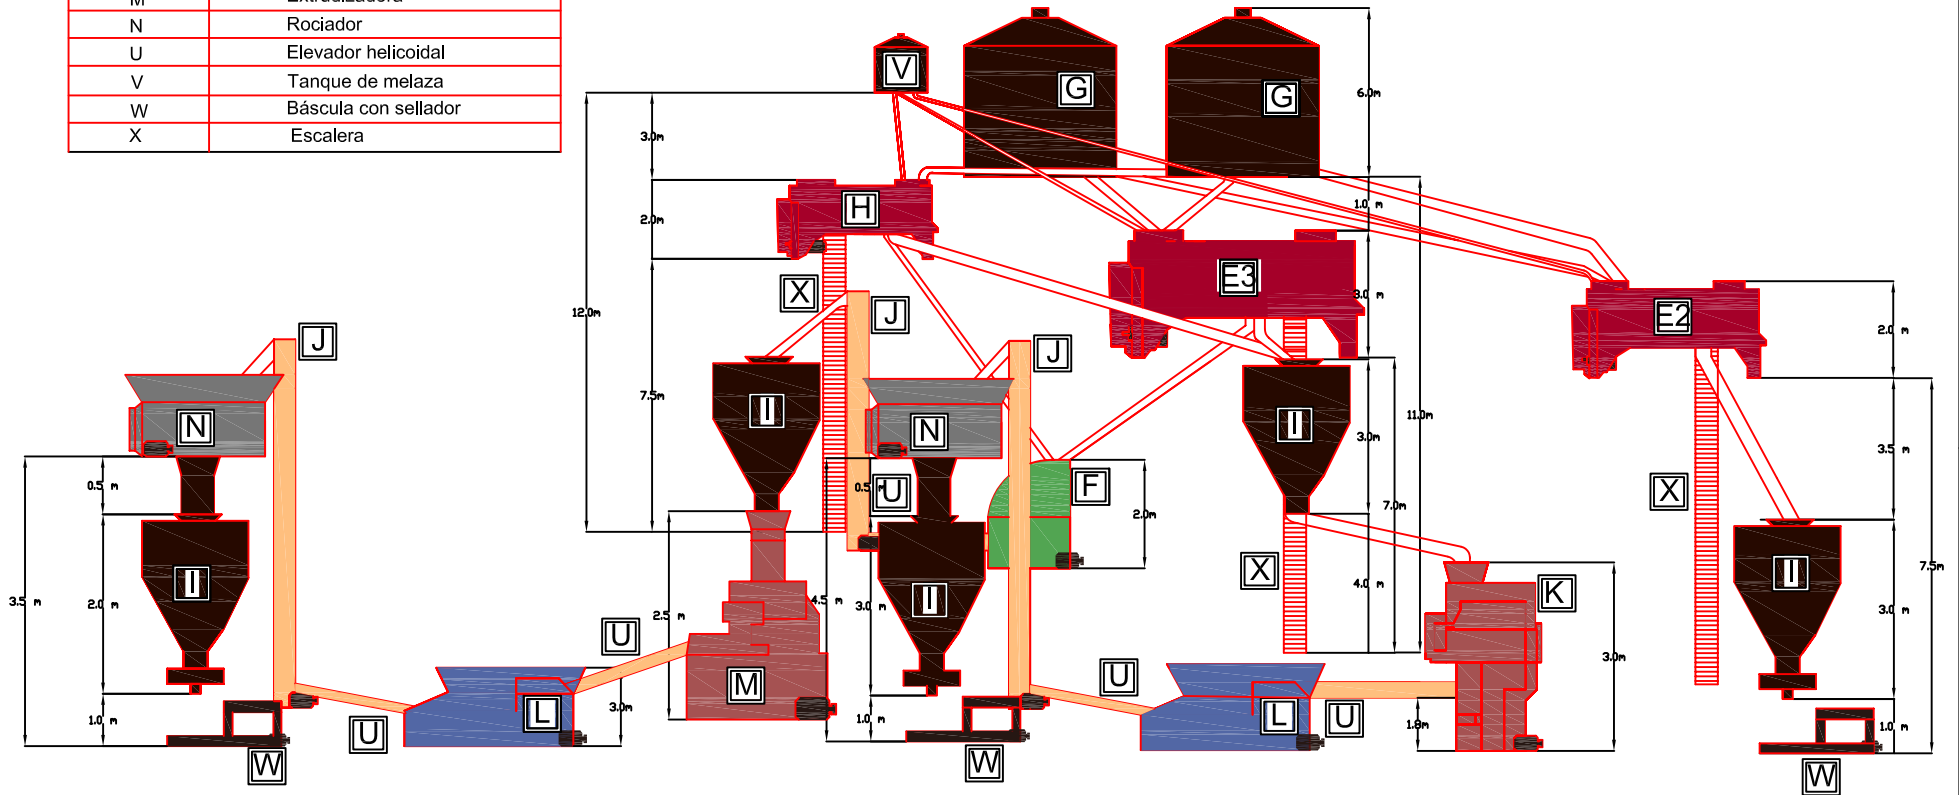 M Extrudizadora
N Rociador
U Elevador helicoidal
V Tanque de melaza
W Báscula con sellador
X Escalera
V
G
G
6.0m
3.0m
H
2.0m
1.0 m
E3
3.0 m
X
J
12.0m
E2
2.0 m
J
J
7.5m
I
I
11.0m
3.0m
N
N
3.5 m
0.5 m
0.5 m
U
F
2.0m
7.0m
X
I
2.0 m
3.5 m
I
3.0 m
4.5 m
2.5 m
X
4.0 m
K
I
3.0 m
7.5m
U
M
3.0m
U
3.0m
L
L
U
U
1.8m
1.0 m
1.0 m
1.0 m
W
W
W